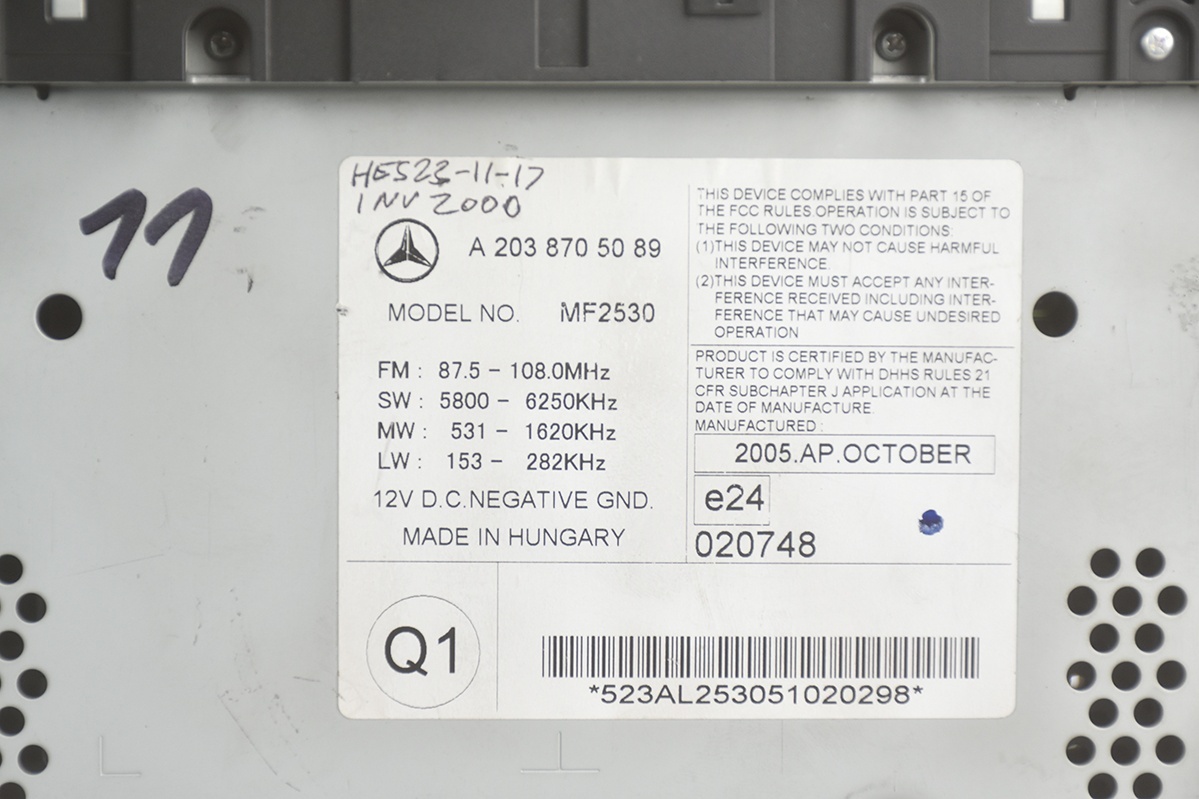 11
HE523-11-17
INV 2000
A 203 870 50 89
MODEL NO. MF2530
FM : 87.5 - 108.0MHz
SW : 5800 - 6250KHz
MW : 531 - 1620KHz
LW : 153 - 282KHz
12V D.C.NEGATIVE GND.
MADE IN HUNGARY
THIS DEVICE COMPLIES WITH PART 15 OF
THE FCC RULES.OPERATION IS SUBJECT TO
THE FOLLOWING TWO CONDITIONS:
(1)THIS DEVICE MAY NOT CAUSE HARMFUL
INTERFERENCE.
(2)THIS DEVICE MUST ACCEPT ANY INTER-
FERENCE RECEIVED INCLUDING INTER-
FERENCE THAT MAY CAUSE UNDESIRED
OPERATION
PRODUCT IS CERTIFIED BY THE MANUFAC-
TURER TO COMPLY WITH DHHS RULES 21
CFR SUBCHAPTER J APPLICATION AT THE
DATE OF MANUFACTURE.
MANUFACTURED :
2005.AP.OCTOBER
e24
020748
Q1
*523AL253051020298*